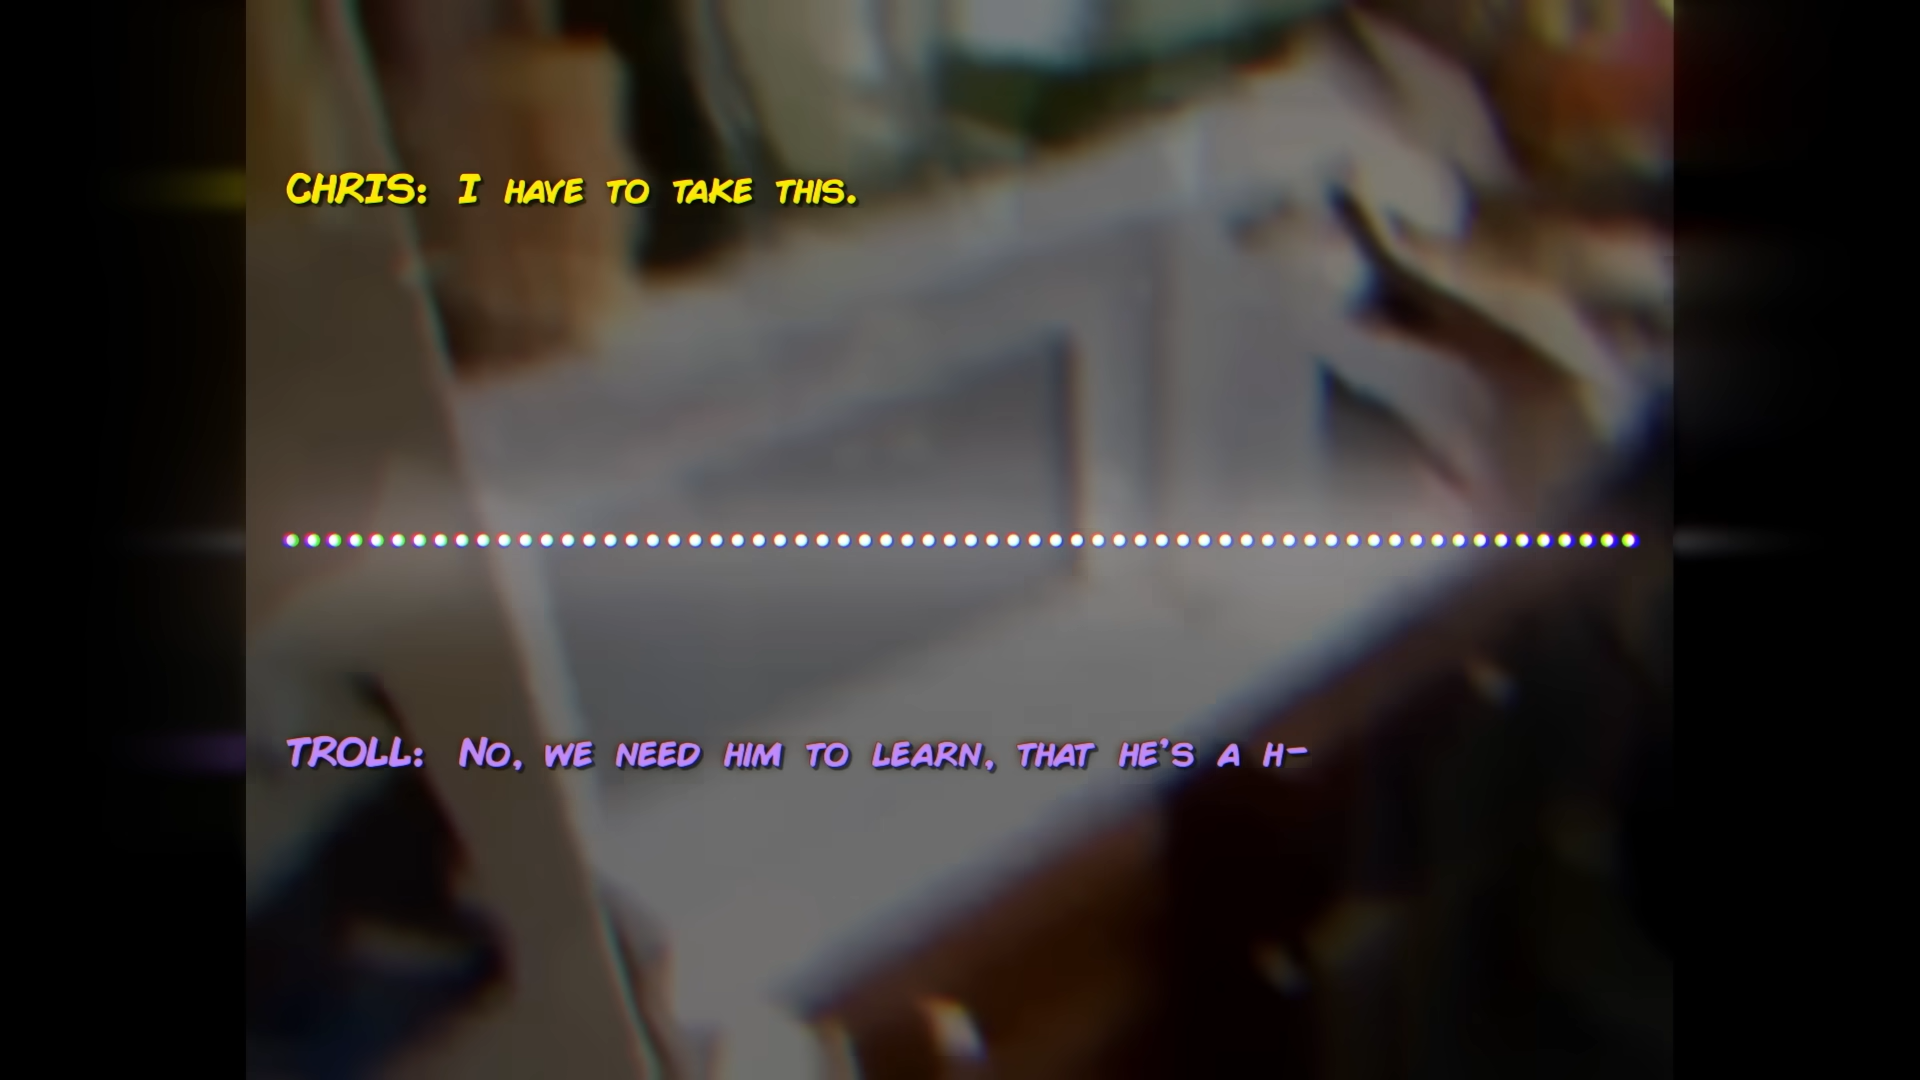 CHRIS: I HAVE TO TAKE THIS.
TROLL: NO, WE NEED HIM TO LEARN, THAT HE'S A H-